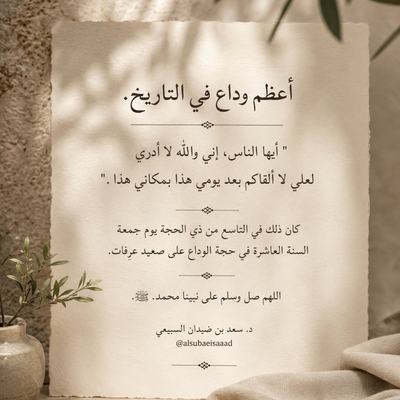 أعظم وداع في التاريخ.
" أيها الناس، إني والله لا أدري
لعلي لا ألقاكم بعد يومي هذا بمكاني هذا ."
كان ذلك في التاسع من ذي الحجة يوم جمعة
السنة العاشرة في حجة الوداع على صعيد عرفات.
اللهم صل وسلم على نبينا محمد. ﷺ.
د. سعد بن ضيدان السبيعي
@alsubaeisaaad